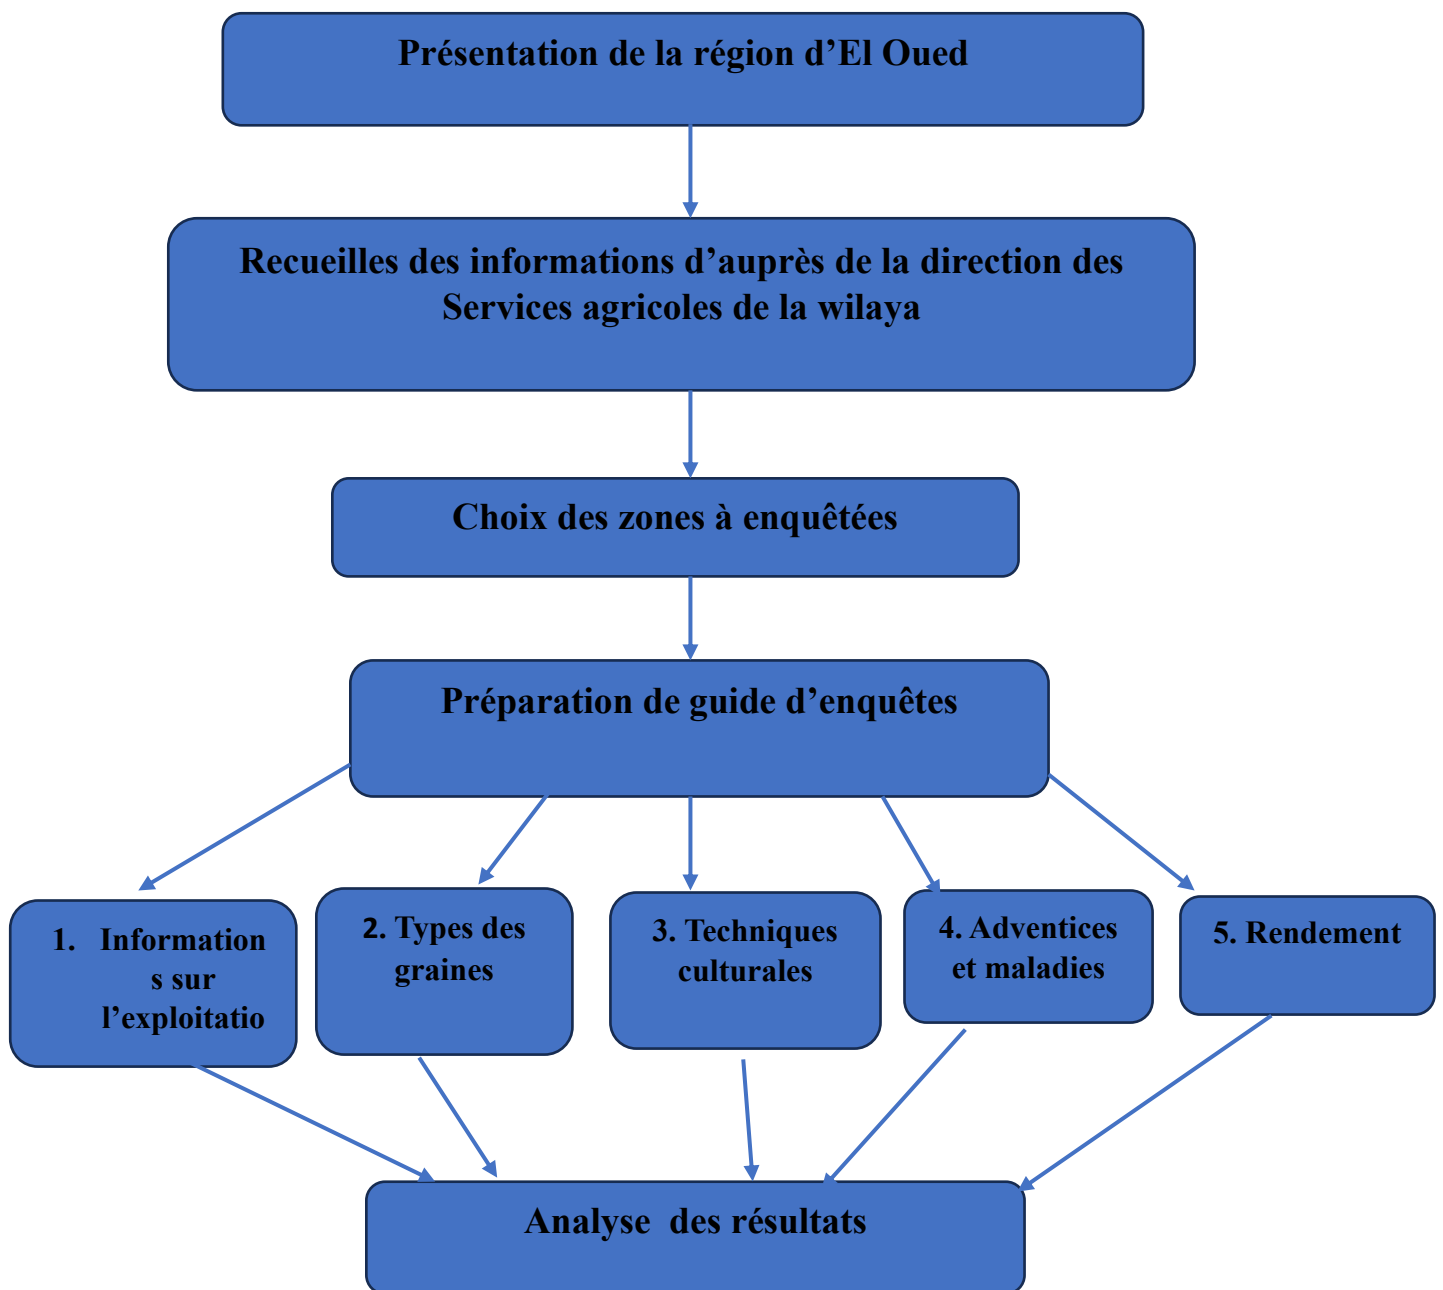 Présentation de la région d’El Oued
Recueilles des informations d’auprès de la direction des
Services agricoles de la wilaya
Choix des zones à enquêtées
Préparation de guide d’enquêtes
1. Information
s sur
l’exploitatio
2. Types des
graines
3. Techniques
culturales
4. Adventices
et maladies
5. Rendement
Analyse des résultats